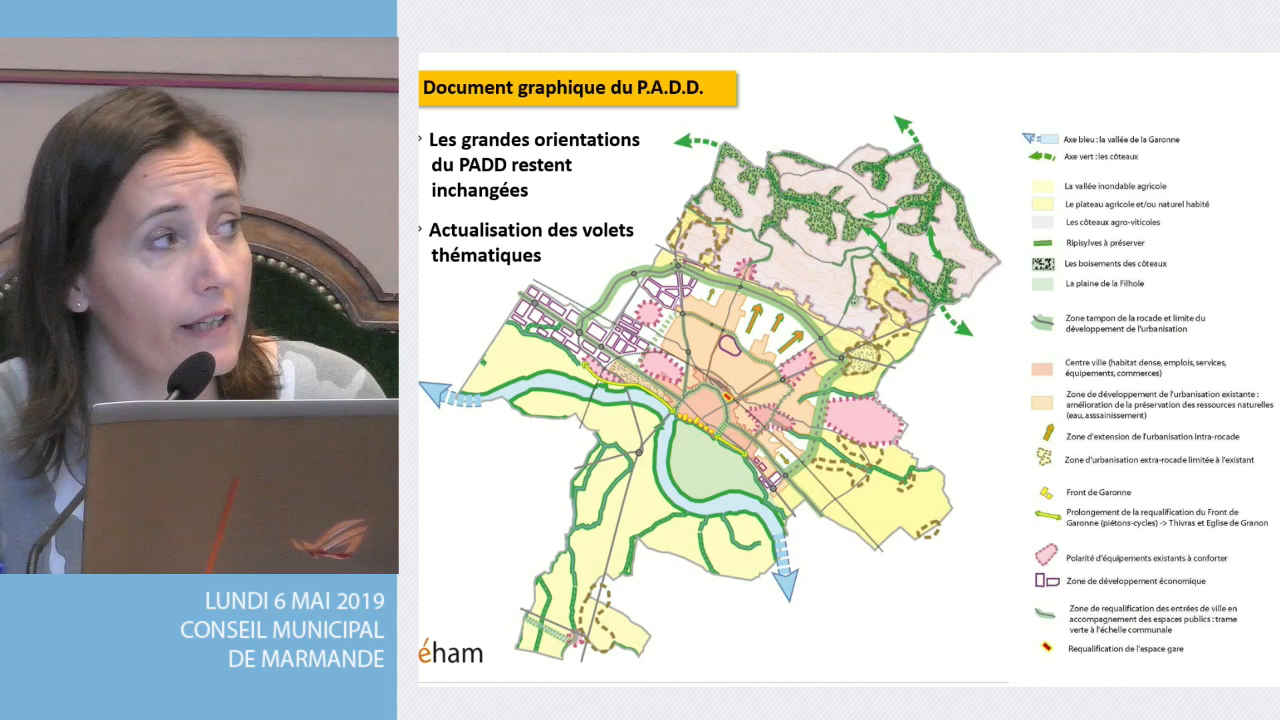 Document graphique du P.A.D.D.
Les grandes orientations
du PADD restent
inchangées
Actualisation des volets
thématiques
Axe bleu : la vallée de la Garonne
Axe vert : les côteaux
La vallée inondable agricole
Le plateau agricole et/ou naturel habité
Les côteaux agro-viticoles
Ripisylves à préserver
Les boisements des côteaux
La plaine de la Filhole
Zone tampon de la rocade et limite du
développement de l'urbanisation
Centre ville (habitat dense, emplois, services,
équipements, commerces)
Zone de développement de l'urbanisation existante :
amélioration de la préservation des ressources naturelles
(eau, asssainissement)
Zone d'extension de l'urbanisation intra-rocade
Zone d'urbanisation extra-rocade limitée à l'existant
Front de Garonne
Prolongement de la requalification du Front de
Garonne (piétons-cycles) -> Thivras et Eglise de Granon
Polarité d'équipements existants à conforter
Zone de développement économique
Zone de requalification des entrées de ville en
accompagnement des espaces publics : trame
verte à l'échelle communale
Requalification de l'espace gare
éham
LUNDI 6 MAI 2019
CONSEIL MUNICIPAL
DE MARMANDE